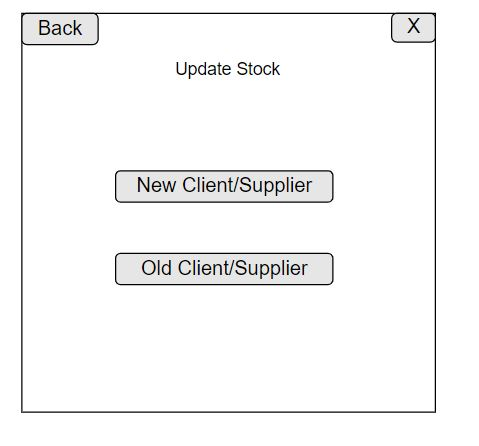 Back
X
Update Stock
New Client/Supplier
Old Client/Supplier